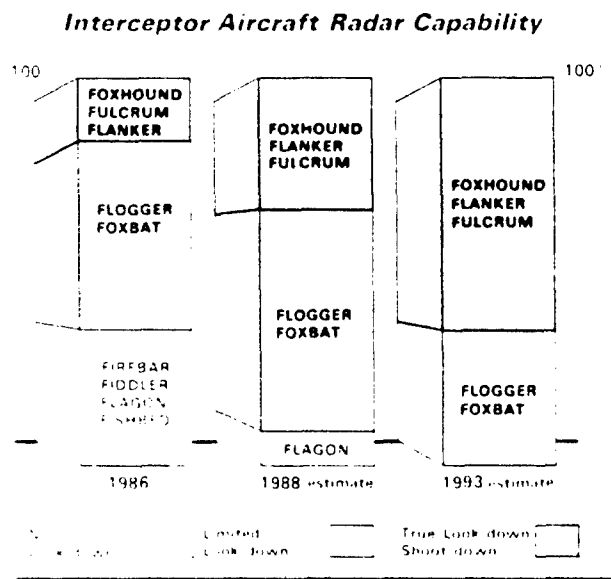 Interceptor Aircraft Radar Capability
100
100
FOXHOUND
FULCRUM
FLANKER
FLOGGER
FOXBAT
FIREBAR
FIDDLER
FLAGON
FISHBED
1986
FOXHOUND
FLANKER
FULCRUM
FLOGGER
FOXBAT
FLAGON
1988 estimate
FOXHOUND
FLANKER
FULCRUM
FLOGGER
FOXBAT
1993 estimate
Limited
Look down
True Look down
Shoot down